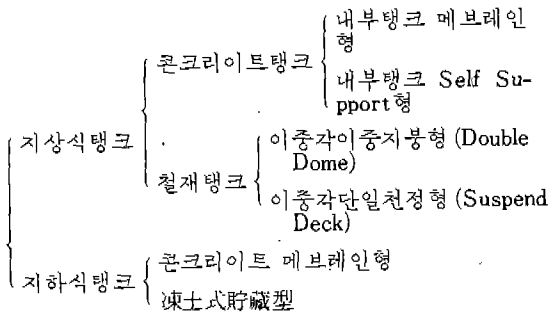 내부탱크 메브레인
형
콘크리이트탱크
내부탱크 Self Su-
pport형
지상식탱크
이중각이중지붕형 (Double
Dome)
철재탱크
이중각단일천정형 (Suspend
Deck)
콘크리이트 메브레인형
지하식탱크
凍土式貯藏型